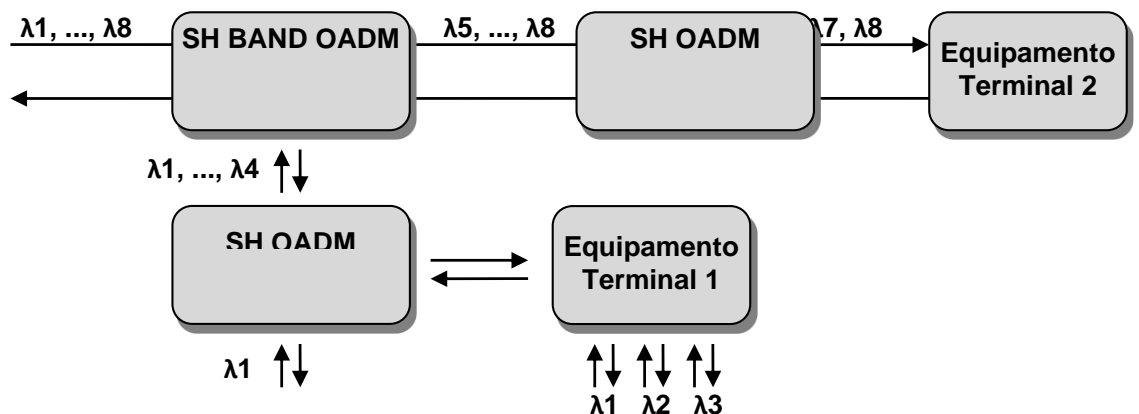 λ1, ..., λ8
SH BAND OADM
λ5, ..., λ8
SH OADM
λ7, λ8
Equipamento
Terminal 2
λ1, ..., λ4
SH OADM
Equipamento
Terminal 1
λ1
λ1 λ2 λ3